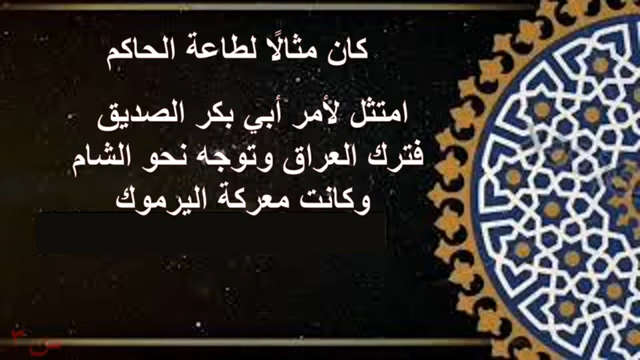 كان مثالًا لطاعة الحاكم
امتثل لأمر أبي بكر الصديق
فترك العراق وتوجه نحو الشام
وكانت معركة اليرموك